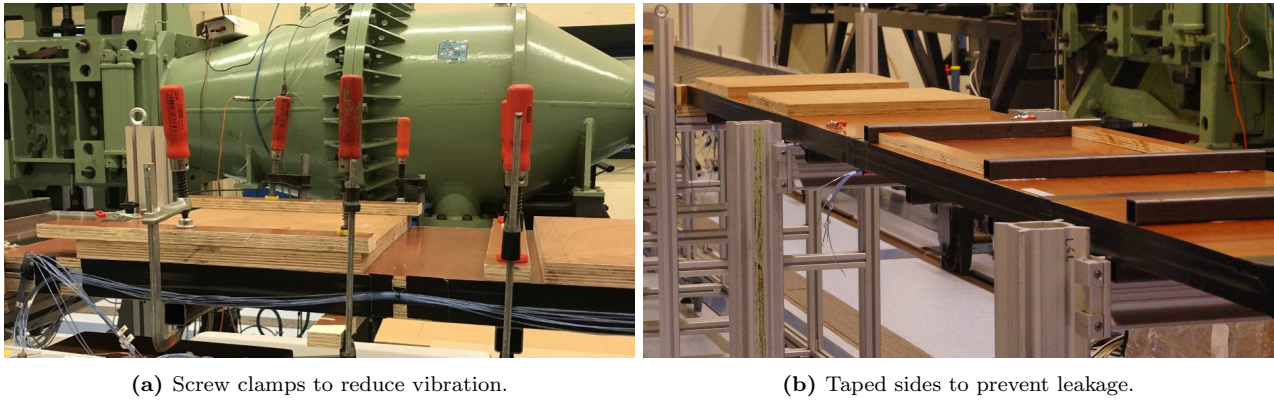 (a) Screw clamps to reduce vibration.
(b) Taped sides to prevent leakage.